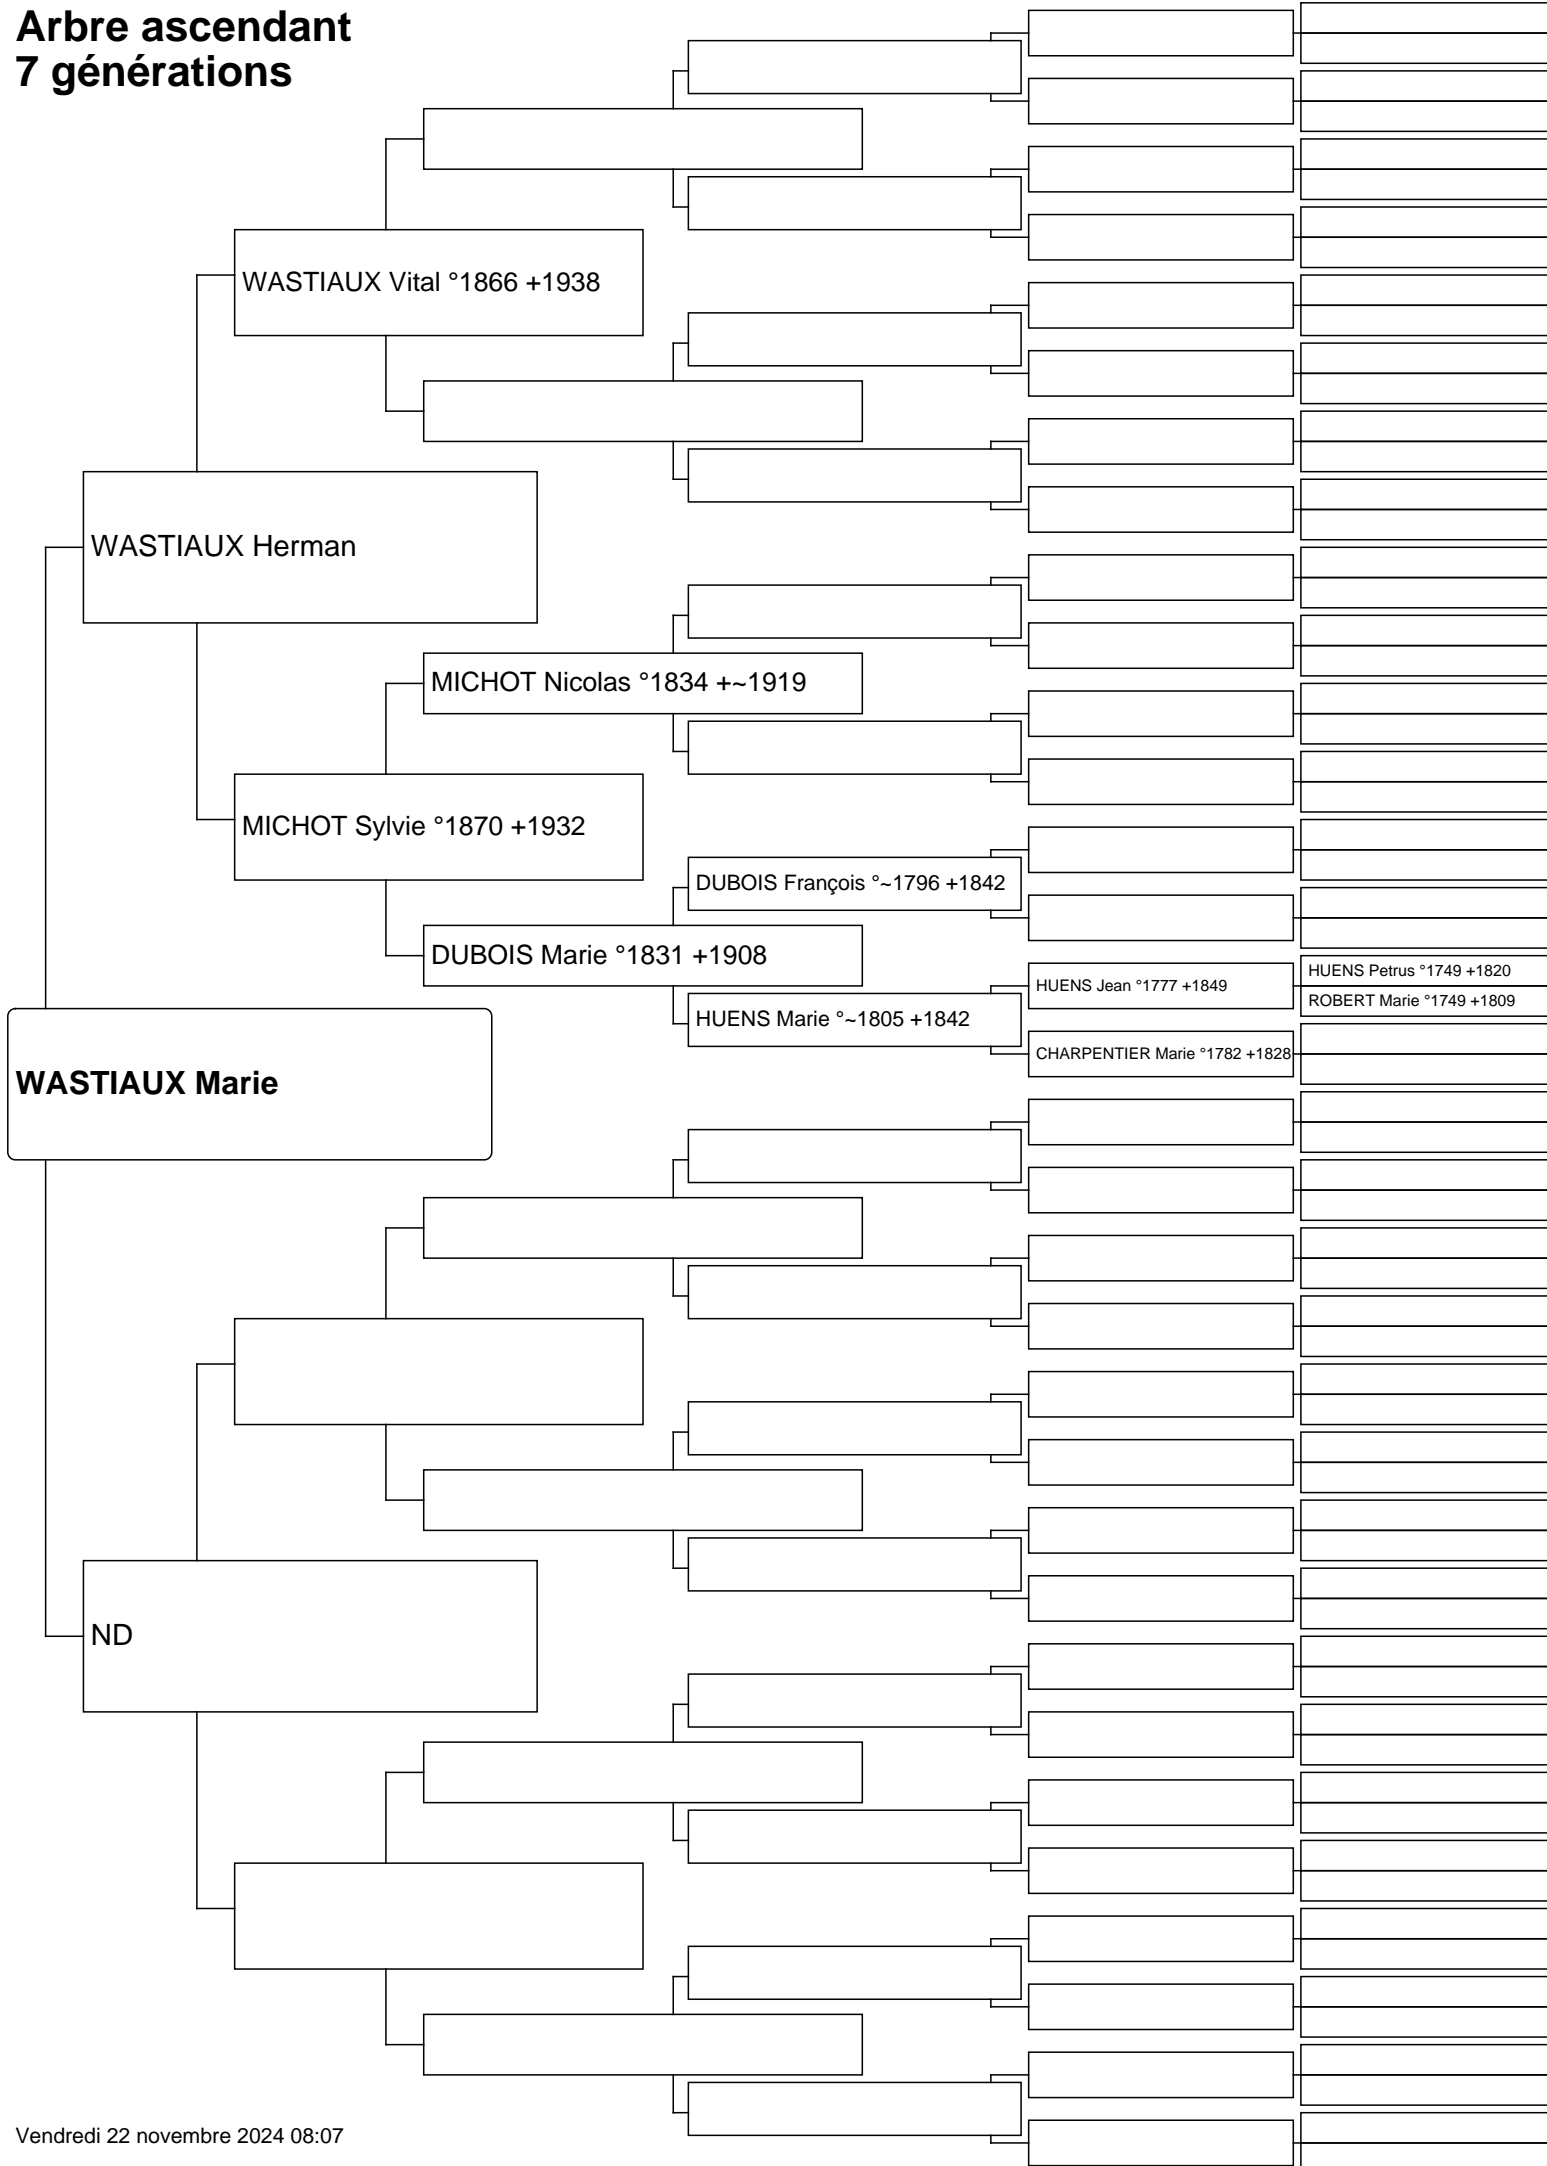 Arbre ascendant
7 générations
WASTIAUX Vital °1866 +1938
WASTIAUX Herman
MICHOT Nicolas °1834 +~1919
MICHOT Sylvie °1870 +1932
DUBOIS François °~1796 +1842
DUBOIS Marie °1831 +1908
HUENS Petrus °1749 +1820
HUENS Jean °1777 +1849
ROBERT Marie °1749 +1809
HUENS Marie °~1805 +1842
CHARPENTIER Marie °1782 +1828
WASTIAUX Marie
ND
Vendredi 22 novembre 2024 08:07